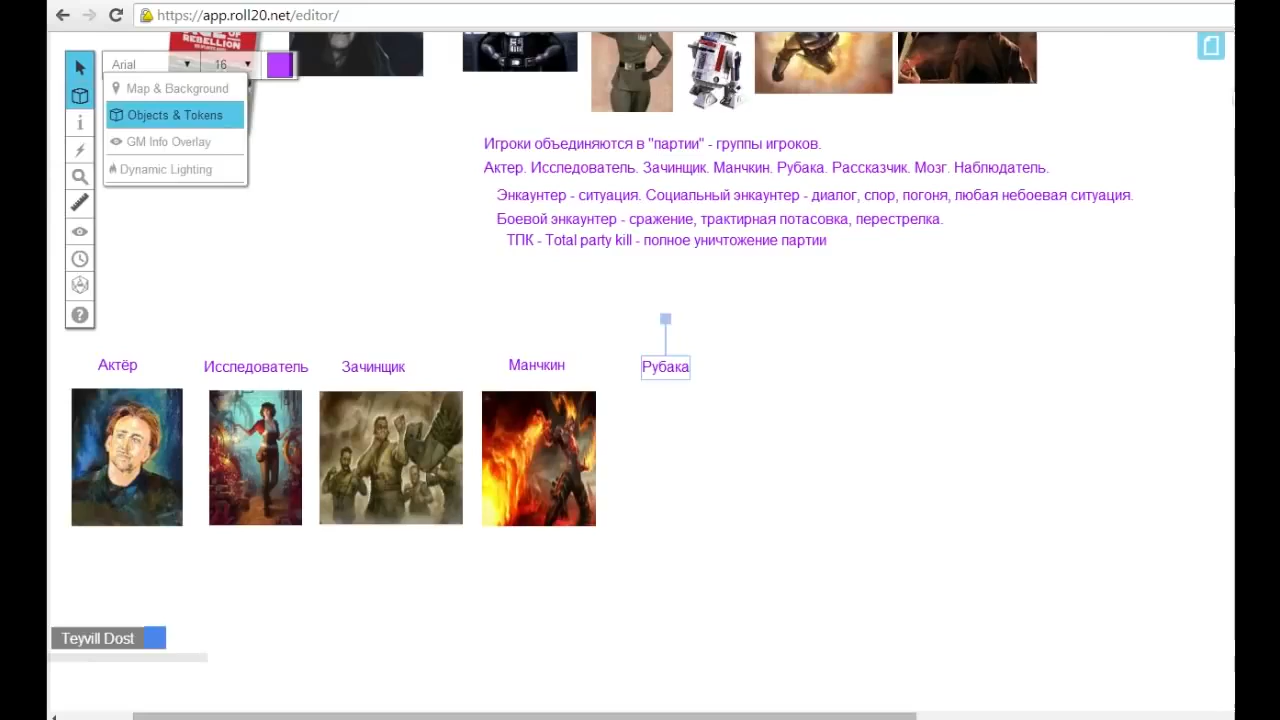 https://app.roll20.net/editor/
AGE OF
REBELLION
Arial
16
Map & Background
Objects & Tokens
GM Info Overlay
Dynamic Lighting
Игроки объединяются в "партии" - группы игроков.
Актер. Исследователь. Зачинщик. Манчкин. Рубака. Рассказчик. Мозг. Наблюдатель.
Энкаунтер - ситуация. Социальный энкаунтер - диалог, спор, погоня, любая небоевая ситуация.
Боевой энкаунтер - сражение, трактирная потасовка, перестрелка.
ТПК - Total party kill - полное уничтожение партии
Актёр
Исследователь
Зачинщик
Манчкин
Рубака
Teyvill Dost